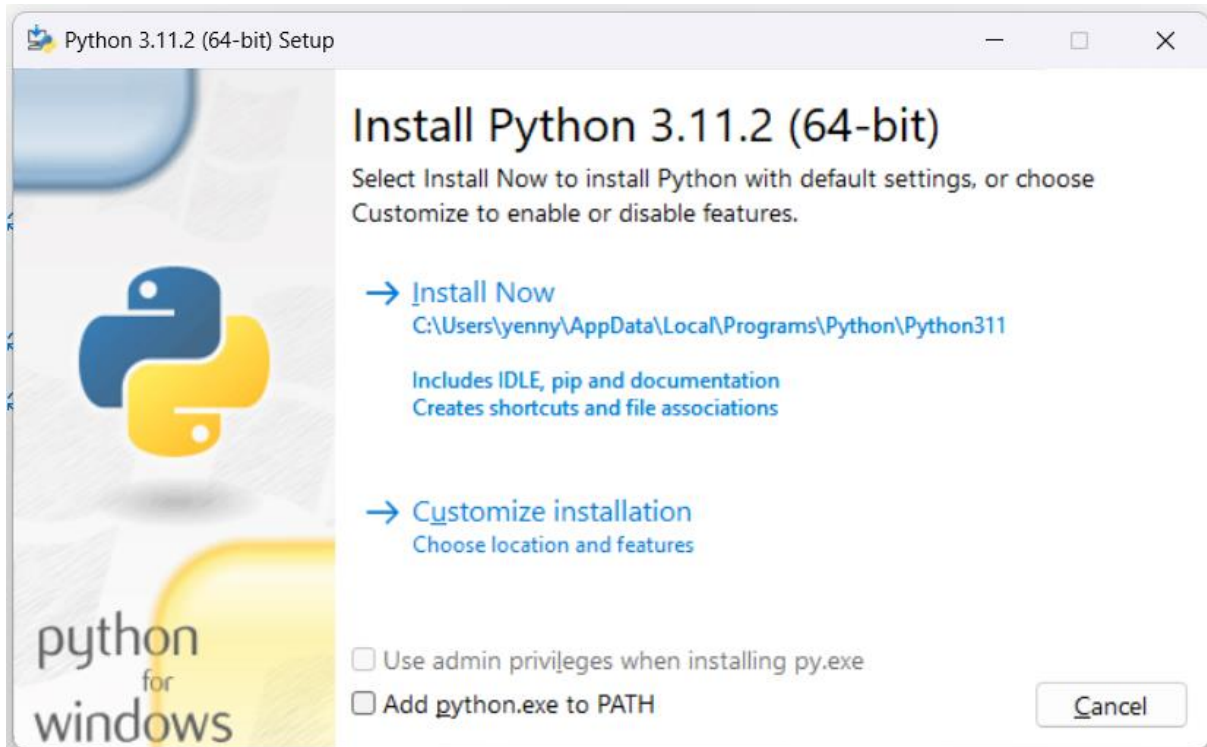 Python 3.11.2 (64-bit) Setup
Install Python 3.11.2 (64-bit)
Select Install Now to install Python with default settings, or choose
Customize to enable or disable features.
Install Now
C:\Users\yenny\AppData\Local\Programs\Python\Python311
Includes IDLE, pip and documentation
Creates shortcuts and file associations
Customize installation
Choose location and features
Use admin privileges when installing py.exe
Add python.exe to PATH
Cancel
python
for
windows